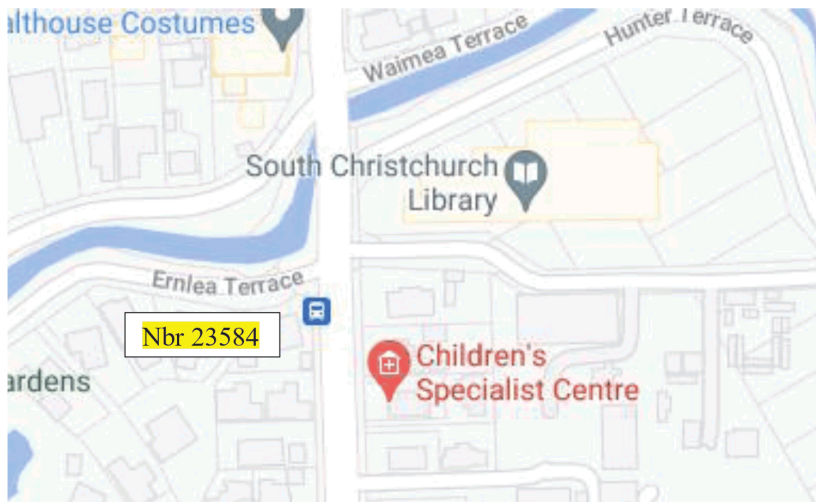 althouse Costumes
Waimea Terrace
Hunter Terrace
South Christchurch
Library
Ernlea Terrace
Nbr 23584
Children's
Specialist Centre
ardens